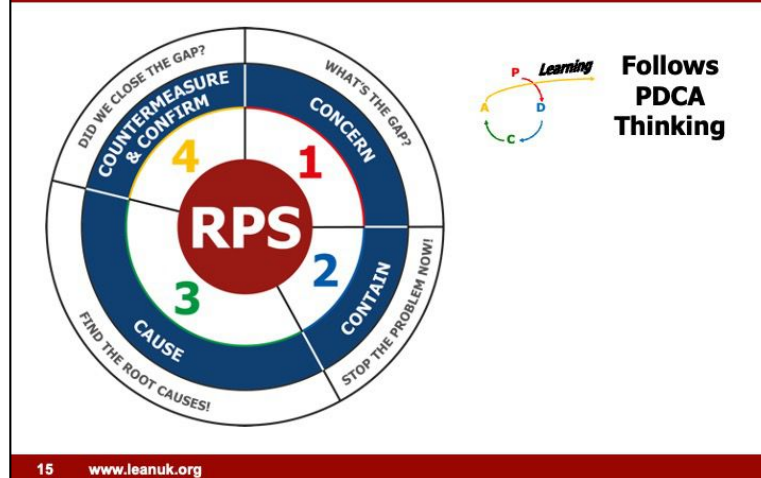 DID WE CLOSE THE GAP?
WHAT'S THE GAP?
COUNTERMEASURE
& CONFIRM
CONCERN
4
1
RPS
3
2
CAUSE
CONTAIN
FIND THE ROOT CAUSES!
STOP THE PROBLEM NOW!
P
Learning
A
D
C
Follows
PDCA
Thinking
15 www.leanuk.org